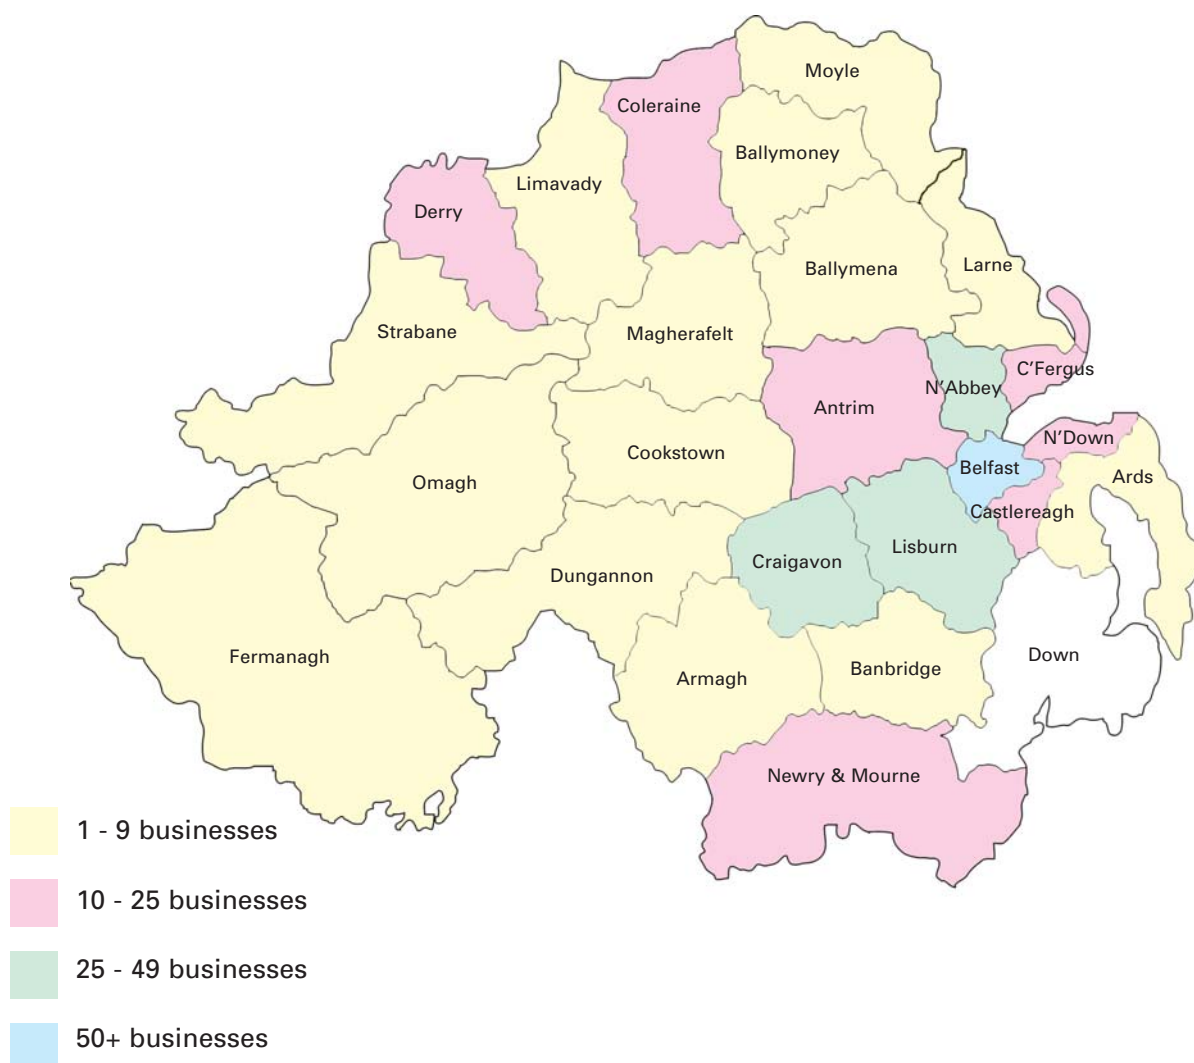 Moyle
Coleraine
Ballymoney
Limavady
Derry
Larne
Ballymena
Strabane
Magherafelt
C'Fergus
N'Abbey
Antrim
N'Down
Cookstown
Belfast
Ards
Omagh
Castlereagh
Lisburn
Craigavon
Dungannon
Down
Fermanagh
Banbridge
Armagh
Newry & Mourne
1 - 9 businesses
10 - 25 businesses
25 - 49 businesses
50+ businesses